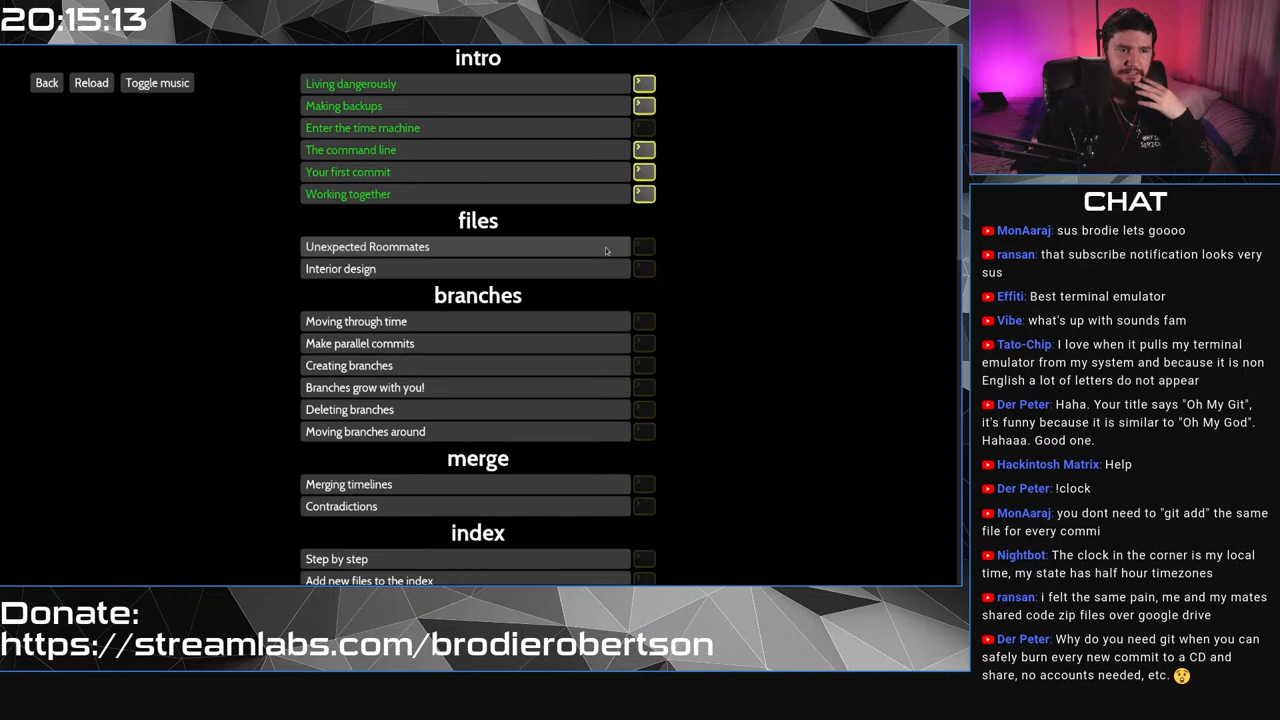 20:15:13
Back
Reload
Toggle music
intro
Living dangerously
Making backups
Enter the time machine
The command line
Your first commit
Working together
files
Unexpected Roommates
Interior design
branches
Moving through time
Make parallel commits
Creating branches
Branches grow with you!
Deleting branches
Moving branches around
merge
Merging timelines
Contradictions
index
Step by step
Add new files to the index
Donate:
https://streamlabs.com/brodierobertson
CHAT
MonAaraj: sus brodie lets goooo
ransan: that subscribe notification looks very
sus
Effiti: Best terminal emulator
Vibe: what's up with sounds fam
Tato-Chip: I love when it pulls my terminal
emulator from my system and because it is non
English a lot of letters do not appear
Der Peter: Haha. Your title says "Oh My Git",
it's funny because it is similar to "Oh My God".
Hahaaa. Good one.
Hackintosh Matrix: Help
Der Peter: !clock
MonAaraj: you dont need to "git add" the same
file for every commi
Nightbot: The clock in the corner is my local
time, my state has half hour timezones
ransan: i felt the same pain, me and my mates
shared code zip files over google drive
Der Peter: Why do you need git when you can
safely burn every new commit to a CD and
share, no accounts needed, etc.